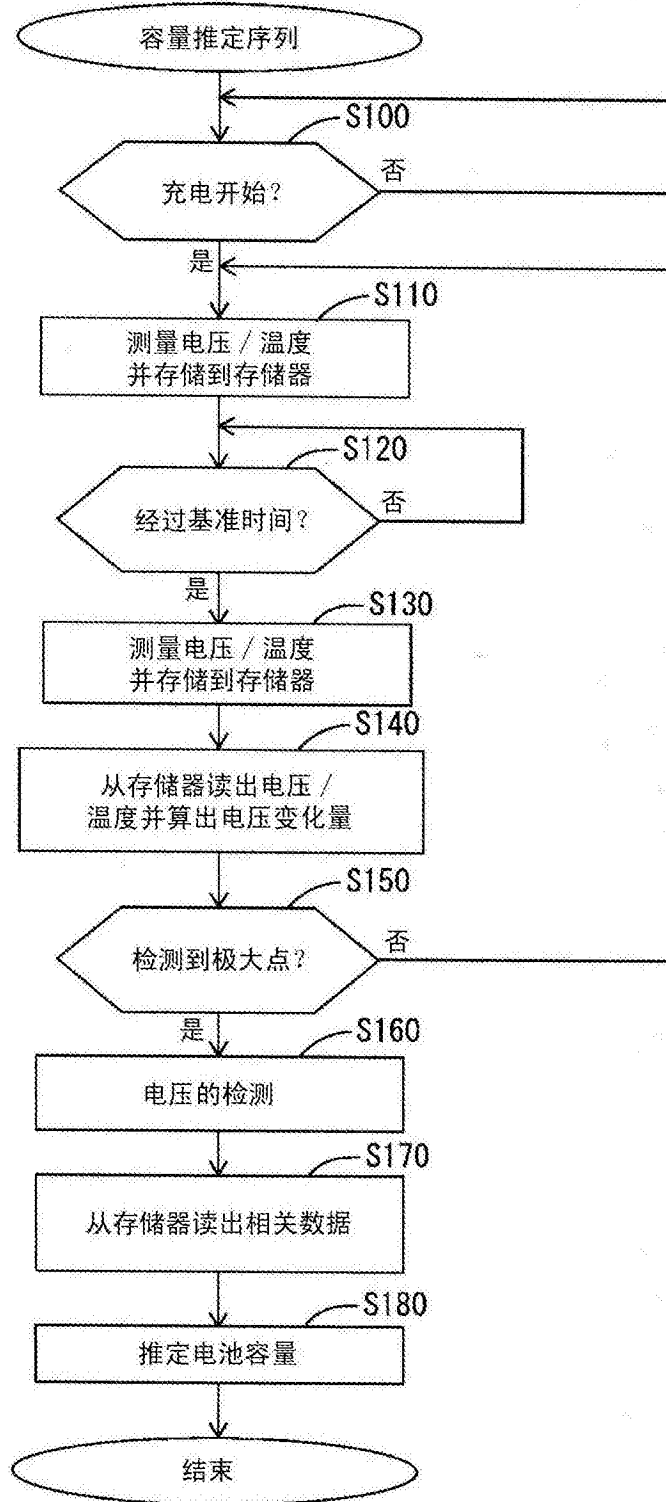 容量推定序列
S100
充电开始？
否
是
S110
测量电压／温度
并存储到存储器
S120
经过基准时间？
否
是
S130
测量电压／温度
并存储到存储器
S140
从存储器读出电压／
温度并算出电压变化量
S150
检测到极大点？
否
是
S160
电压的检测
S170
从存储器读出相关数据
S180
推定电池容量
结束